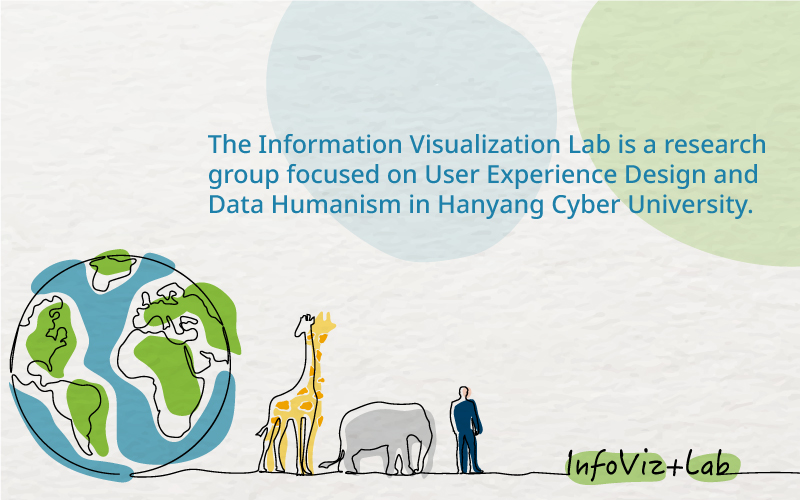 The Information Visualization Lab is a research
group focused on User Experience Design and
Data Humanism in Hanyang Cyber University.
InfoViz+Lab